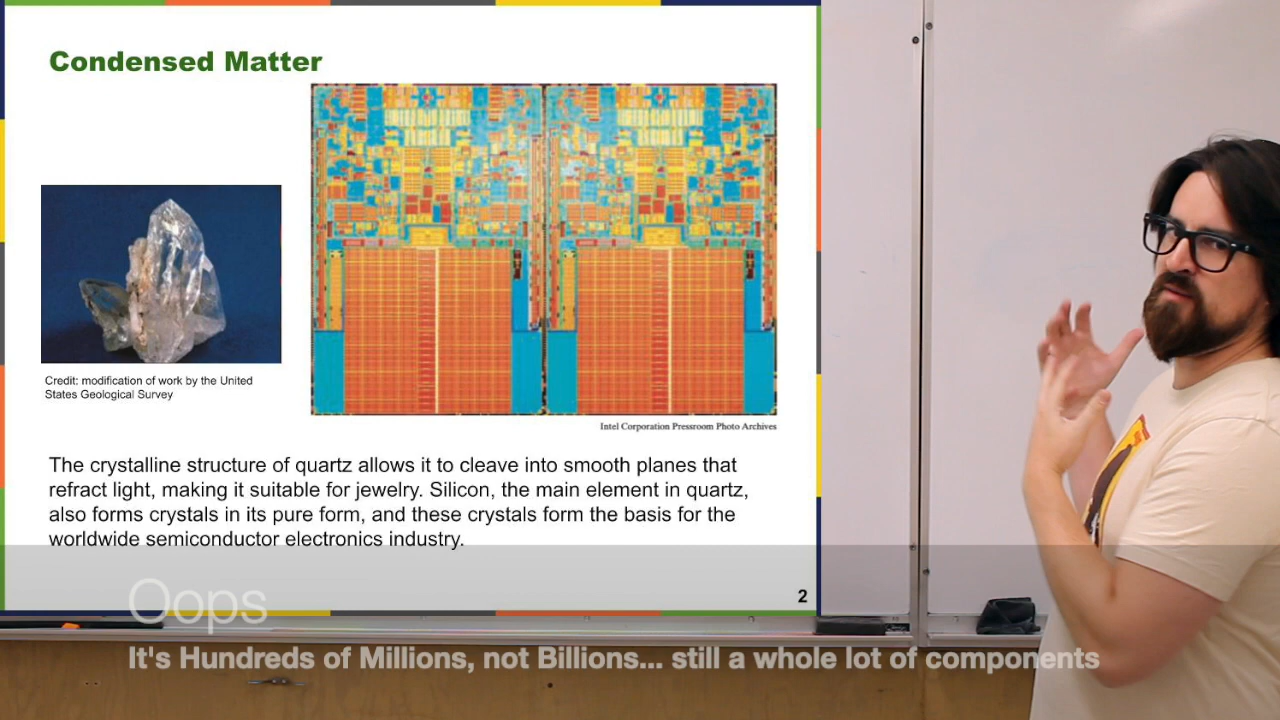 Condensed Matter
Credit: modification of work by the United
States Geological Survey
Intel Corporation Pressroom Photo Archives
The crystalline structure of quartz allows it to cleave into smooth planes that
refract light, making it suitable for jewelry. Silicon, the main element in quartz,
also forms crystals in its pure form, and these crystals form the basis for the
worldwide semiconductor electronics industry.
2
Oops
It's Hundreds of Millions, not Billions... still a whole lot of components